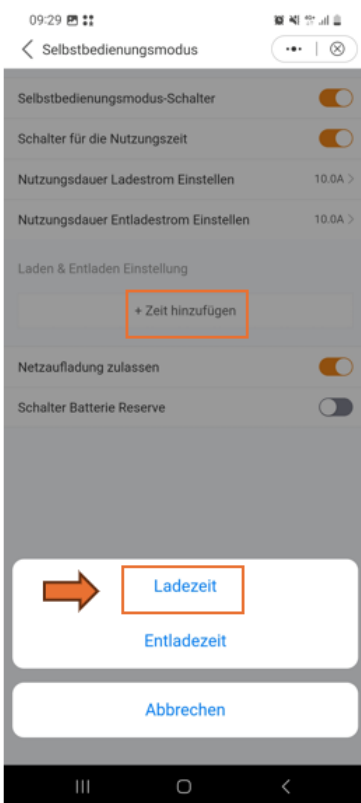 09:29
Selbstbedienungsmodus
Selbstbedienungsmodus-Schalter
Schalter für die Nutzungszeit
Nutzungsdauer Ladestrom Einstellen 10.0A >
Nutzungsdauer Entladestrom Einstellen 10.0A >
Laden & Entladen Einstellung
+ Zeit hinzufügen
Netzaufladung zulassen
Schalter Batterie Reserve
Ladezeit
Entladezeit
Abbrechen